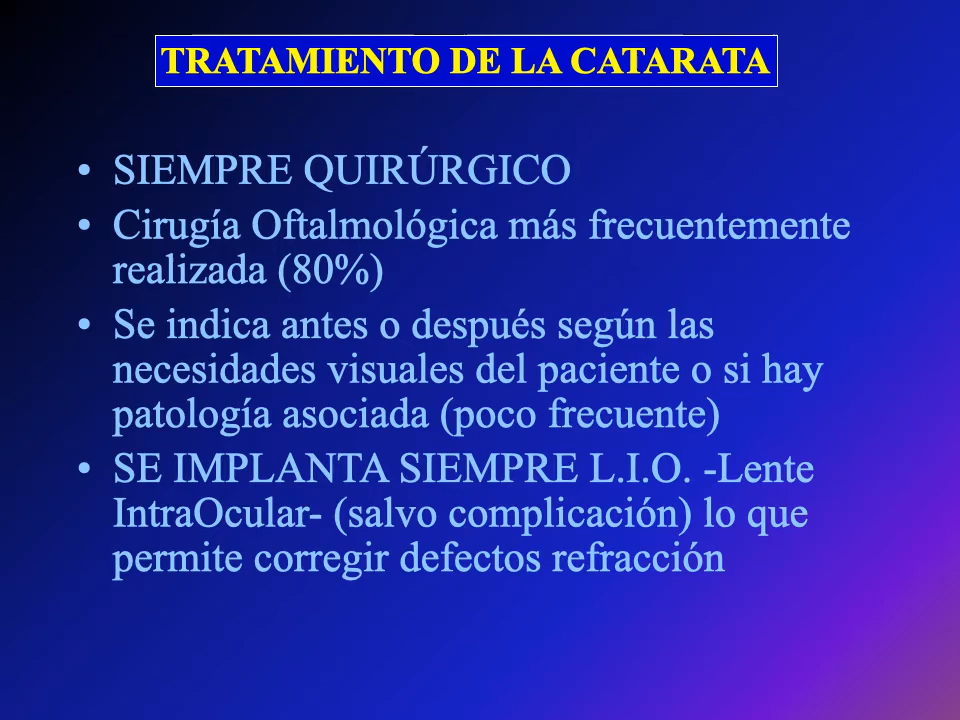 TRATAMIENTO DE LA CATARATA
• SIEMPRE QUIRÚRGICO
• Cirugía Oftalmológica más frecuentemente
realizada (80%)
• Se indica antes o después según las
necesidades visuales del paciente o si hay
patología asociada (poco frecuente)
• SE IMPLANTA SIEMPRE L.I.O. -Lente
IntraOcular- (salvo complicación) lo que
permite corregir defectos refracción